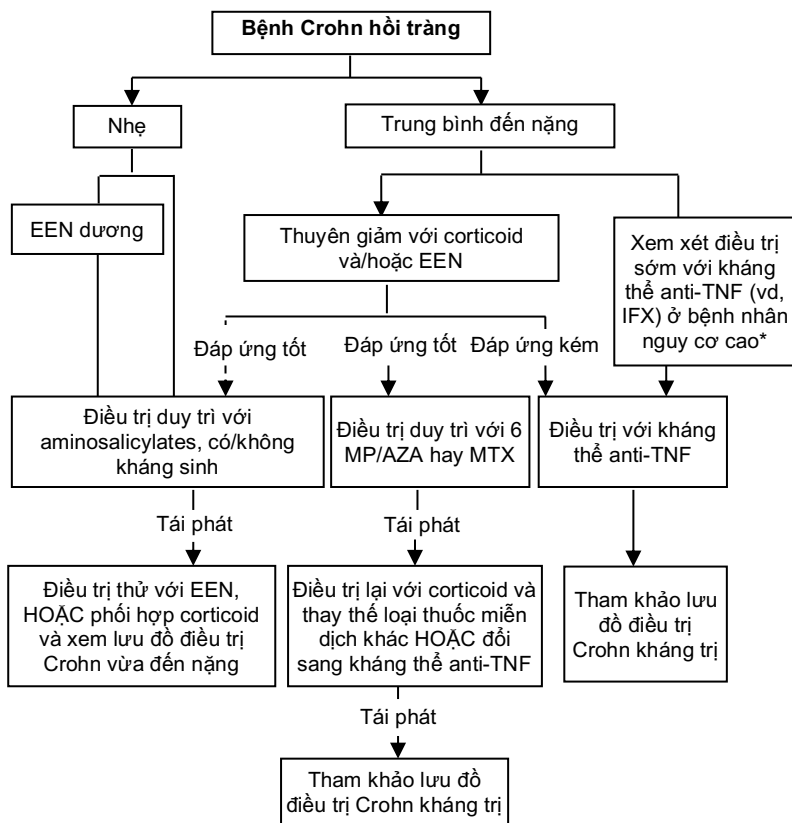 Bệnh Crohn hồi tràng
Nhẹ
Trung bình đến nặng
EEN dương
Thuyên giảm với corticoid
và/hoặc EEN
Xem xét điều trị
sớm với kháng
thể anti-TNF (vd,
IFX) ở bệnh nhân
nguy cơ cao*
Đáp ứng tốt
Đáp ứng tốt
Đáp ứng kém
Điều trị duy trì với
aminosalicylates, có/không
kháng sinh
Điều trị duy trì với 6
MP/AZA hay MTX
Điều trị với kháng
thể anti-TNF
Tái phát
Tái phát
Điều trị thử với EEN,
HOẶC phối hợp corticoid
và xem lưu đồ điều trị
Crohn vừa đến nặng
Điều trị lại với corticoid và
thay thế loại thuốc miễn
dịch khác HOẶC đổi
sang kháng thể anti-TNF
Tham khảo lưu
đồ điều trị
Crohn kháng trị
Tái phát
Tham khảo lưu đồ
điều trị Crohn kháng trị